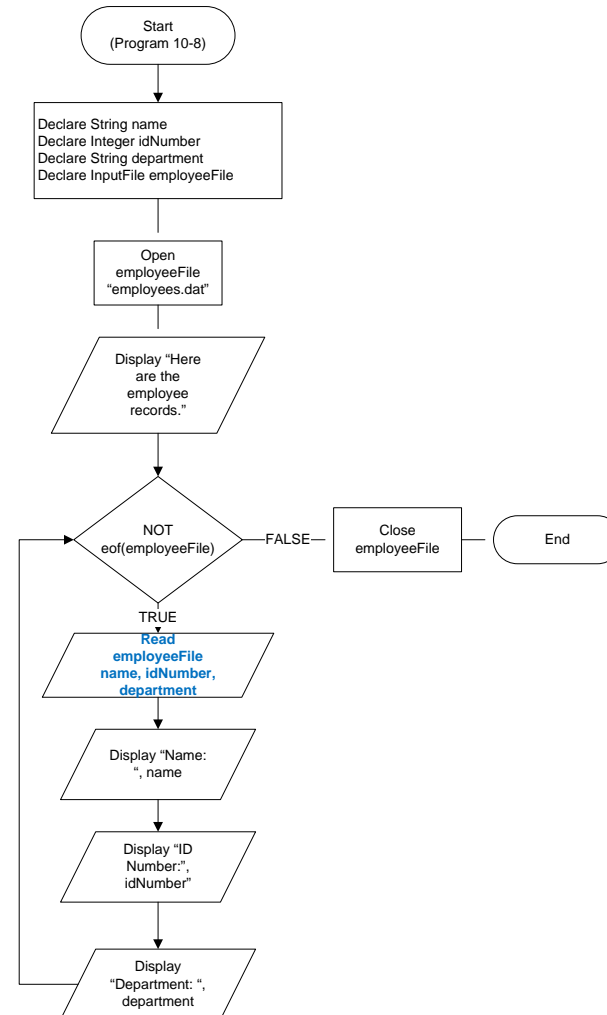 Start
(Program 10-8)
Declare String name
Declare Integer idNumber
Declare String department
Declare InputFile employeeFile
Open
employeeFile
“employees.dat”
Display “Here
are the
employee
records.”
NOT
eof(employeeFile)
FALSE
Close
employeeFile
End
TRUE
Read
employeeFile
name, idNumber,
department
Display “Name:
“, name
Display “ID
Number:”,
idNumber”
Display
“Department: “,
department